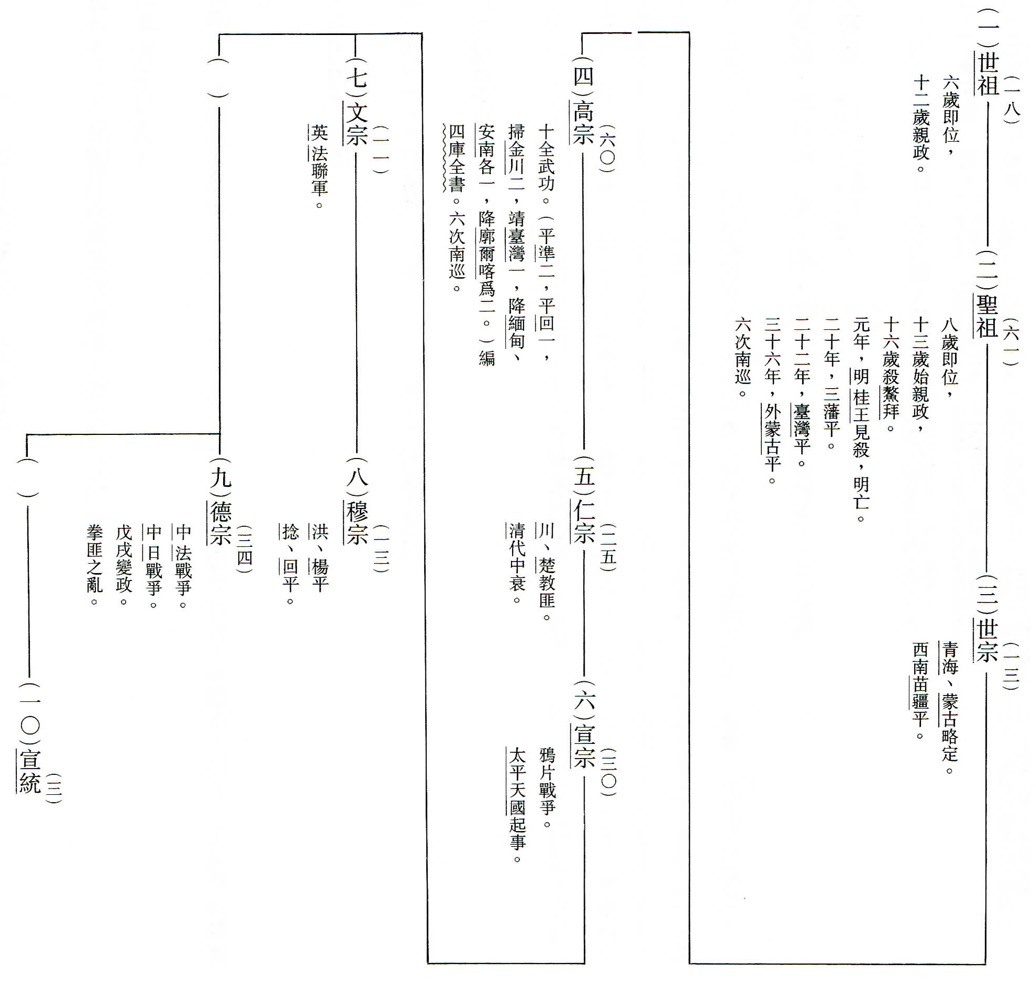 (一)世祖
(一八)
六歲即位，
十二歲親政。
(二)聖祖
(六一)
八歲即位，
十三歲始親政，
十六歲殺鰲拜。
元年，明桂王見殺，明亡。
二十年，三藩平。
二十二年，臺灣平。
三十六年，外蒙古平。
六次南巡。
(三)世宗
(一三)
青海、蒙古略定。
西南苗疆平。
(四)高宗
(六〇)
十全武功。(平準二，平回一，
掃金川二，靖臺灣一，降緬甸、
安南各一，降廓爾喀爲二。)編
四庫全書。六次南巡。
(五)仁宗
(二五)
川、楚教匪。
清代中衰。
(六)宣宗
(三〇)
鴉片戰爭。
太平天國起事。
(七)文宗
(一一)
英法聯軍。
(八)穆宗
(一三)
洪、楊平
捻、回平。
( )
(九)德宗
(三四)
中法戰爭。
中日戰爭。
戊戌變政。
拳匪之亂。
( )
(一〇)宣統
(三)